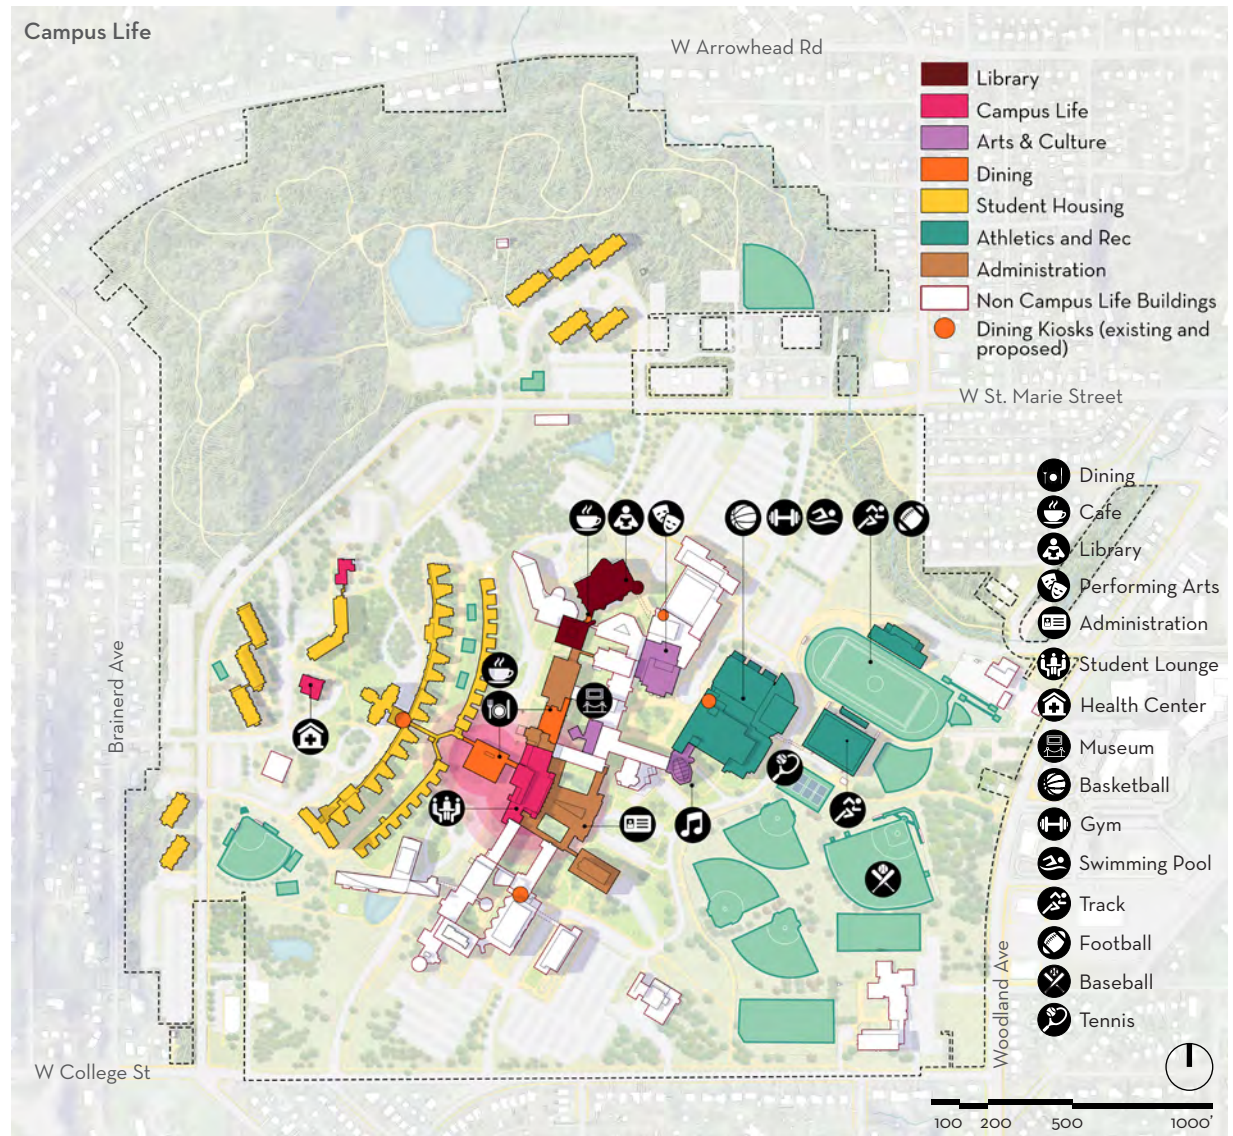 Campus Life
W Arrowhead Rd
Library
Campus Life
Arts & Culture
Dining
Student Housing
Athletics and Rec
Administration
Non Campus Life Buildings
Dining Kiosks (existing and
proposed)
W St. Marie Street
Dining
Cafe
Library
Performing Arts
Administration
Student Lounge
Health Center
Museum
Basketball
Gym
Swimming Pool
Track
Football
Baseball
Tennis
Brainerd Ave
Woodland Ave
W College St
100 200 500 1000'